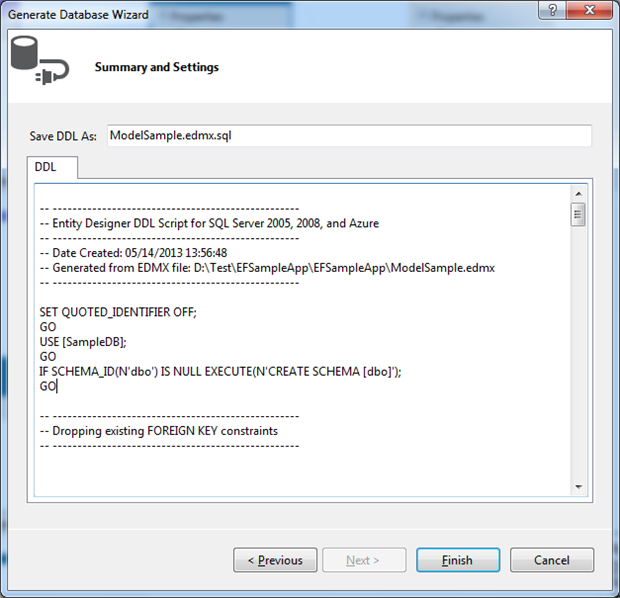 Generate Database Wizard
Properties
Properties
?
Summary and Settings
Save DDL As:
ModelSample.edmx.sql
DDL
-- --------------------------------------------------
-- Entity Designer DDL Script for SQL Server 2005, 2008, and Azure
-- --------------------------------------------------
-- Date Created: 05/14/2013 13:56:48
-- Generated from EDMX file: D:\Test\EFSampleApp\EFSampleApp\ModelSample.edmx
-- --------------------------------------------------
SET QUOTED_IDENTIFIER OFF;
GO
USE [SampleDB];
GO
IF SCHEMA_ID(N'dbo') IS NULL EXECUTE(N'CREATE SCHEMA [dbo]');
GO
-- --------------------------------------------------
-- Dropping existing FOREIGN KEY constraints
-- --------------------------------------------------
< Previous
Next >
Finish
Cancel